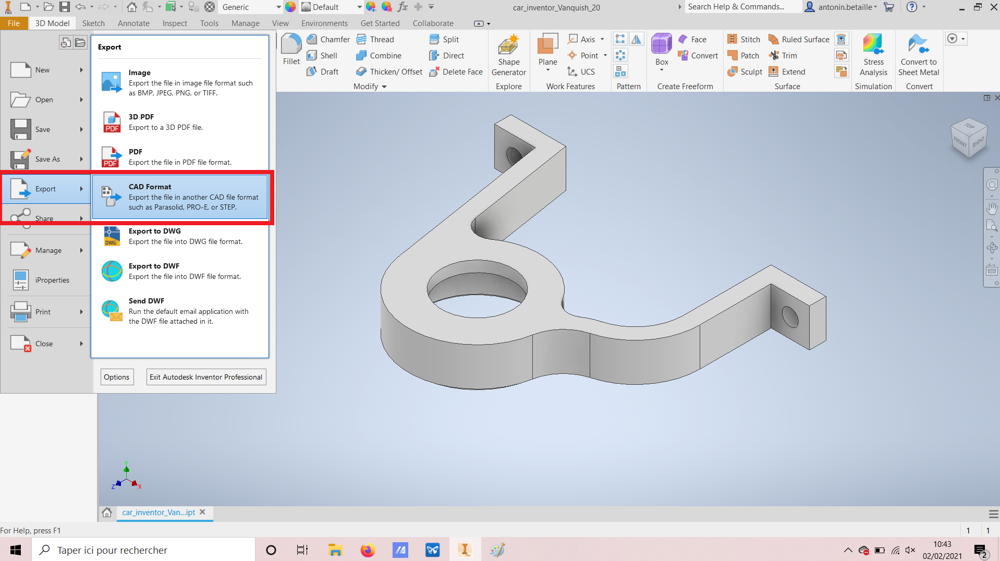 PRO
Generic
Default
fx
car_inventor_Vanquish_20
Search Help & Commands...
antonin.betaille
?
File
3D Model
Sketch
Annotate
Inspect
Tools
Manage
View
Environments
Get Started
Collaborate
New
Open
Save
Save As
Export
Share
Manage
iProperties
Print
Close
Export
Image
Export the file in image file format such
as BMP, JPEG, PNG, or TIFF.
PDF
3D PDF
Export to a 3D PDF file.
PDF
PDF
Export the file in PDF file format.
CAD Format
Export the file in another CAD file format
such as Parasolid, PRO-E, or STEP.
DWG
Export to DWG
Export the file into DWG file format.
Export to DWF
Export the file into DWF file format.
Send DWF
Run the default email application with
the DWF file attached in it.
Options
Exit Autodesk Inventor Professional
Fillet
Chamfer
Shell
Draft
Thread
Combine
Thicken/ Offset
Split
Direct
Delete Face
Modify
Shape
Generator
Explore
Plane
Axis
Point
UCS
Work Features
Pattern
Box
Face
Convert
Create Freeform
Stitch
Patch
Sculpt
Ruled Surface
Trim
Extend
Surface
Stress
Analysis
Simulation
Convert to
Sheet Metal
Convert
TOP
FRONT
RIGHT
Y
Z
X
car_inventor_Van...ipt
For Help, press F1
1
1
Taper ici pour rechercher
I
PRO
10:43
02/02/2021
2